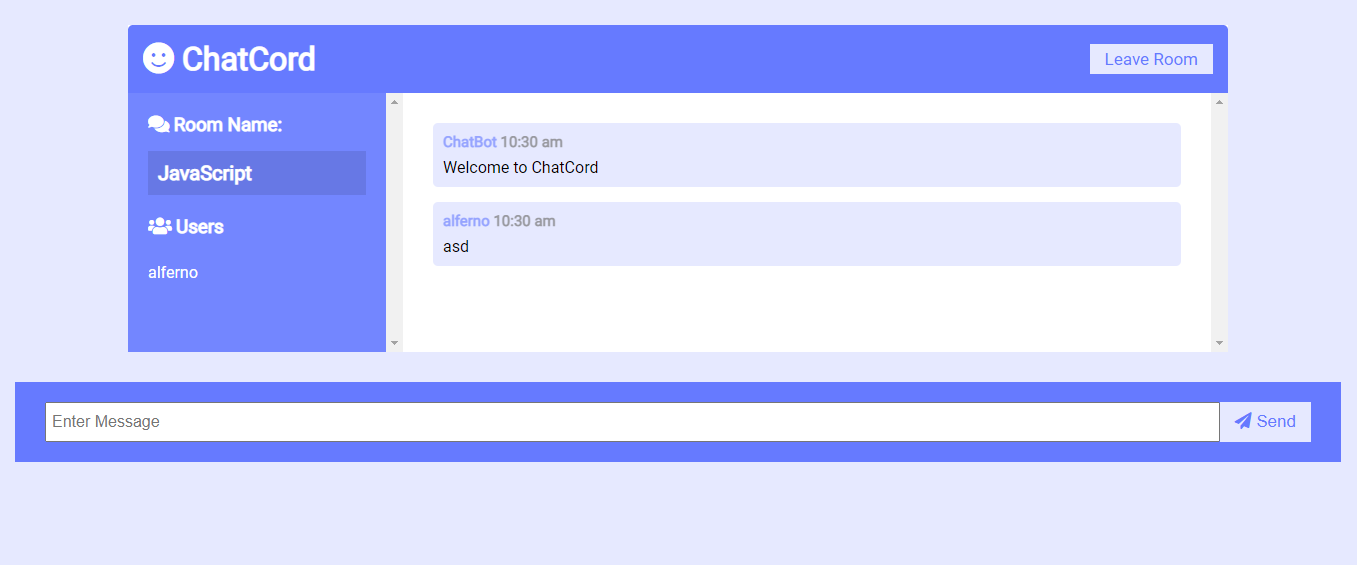 ChatCord
Leave Room
Room Name:
JavaScript
Users
alferno
ChatBot 10:30 am
Welcome to ChatCord
alferno 10:30 am
asd
Enter Message
Send